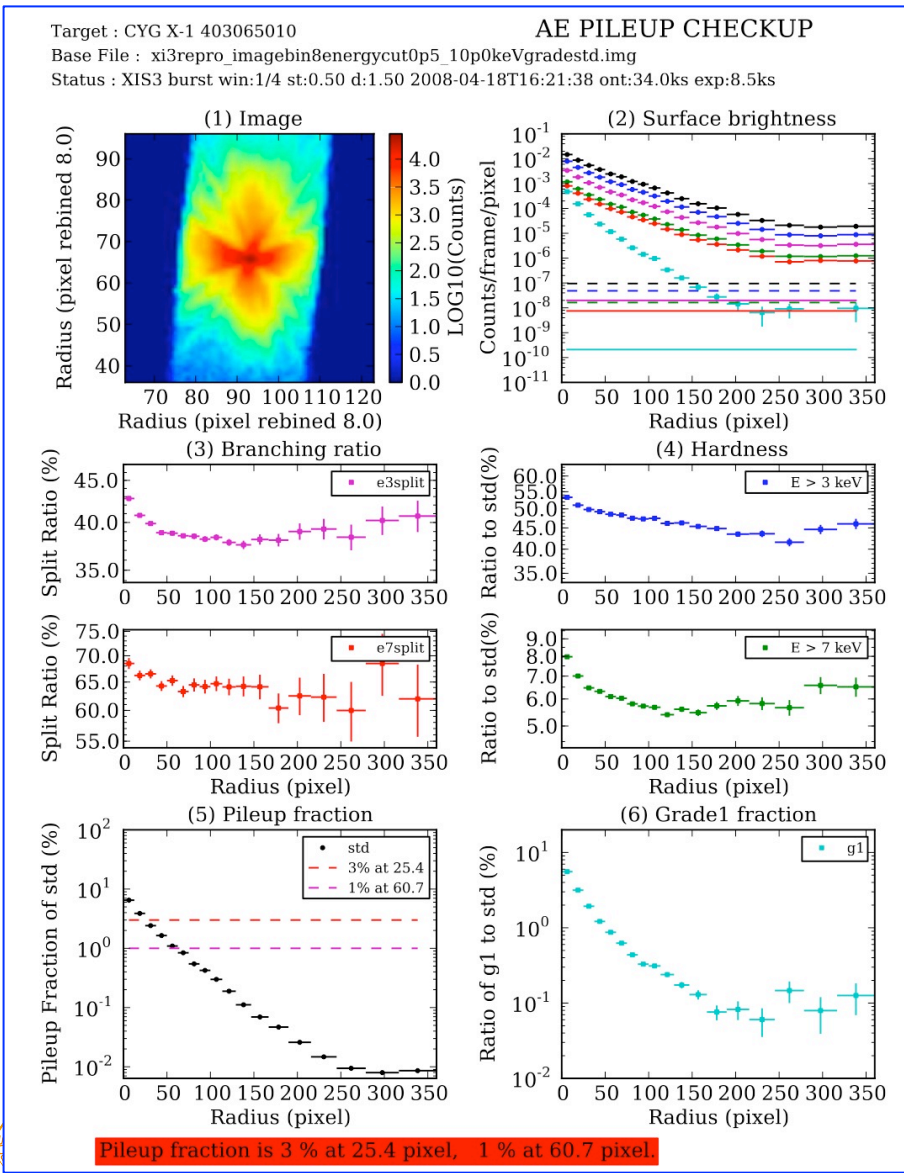 Target : CYG X-1 403065010
AE PILEUP CHECKUP
Base File : xi3repro_imagebin8energycut0p5_10p0keVgradestd.img
Status : XIS3 burst win:1/4 st:0.50 d:1.50 2008-04-18T16:21:38 ont:34.0ks exp:8.5ks
(1) Image
Radius (pixel rebined 8.0)
90
80
70
60
50
40
70 80 90 100 110 120
Radius (pixel rebined 8.0)
4.0
3.5
3.0
2.5
2.0
1.5
1.0
0.5
0.0
LOG10(Counts)
(2) Surface brightness
Counts/frame/pixel
10-1
10-2
10-3
10-4
10-5
10-6
10-7
10-8
10-9
10-10
10-11
0 50 100 150 200 250 300 350
Radius (pixel)
(3) Branching ratio
Split Ratio (%)
45.0
40.0
35.0
e3split
0 50 100 150 200 250 300 350
Split Ratio (%)
75.0
70.0
65.0
60.0
55.0
e7split
0 50 100 150 200 250 300 350
Radius (pixel)
(4) Hardness
Ratio to std(%)
60.0
55.0
45.0
35.0
E > 3 keV
0 50 100 150 200 250 300 350
Ratio to std(%)
9.0
8.0
6.0
5.0
E > 7 keV
0 50 100 150 200 250 300 350
Radius (pixel)
(5) Pileup fraction
Pileup Fraction of std (%)
102
101
100
10-1
10-2
std
3% at 25.4
1% at 60.7
0 50 100 150 200 250 300 350
Radius (pixel)
(6) Grade1 fraction
Ratio of g1 to std (%)
101
100
10-1
10-2
g1
0 50 100 150 200 250 300 350
Radius (pixel)
Pileup fraction is 3 % at 25.4 pixel, 1 % at 60.7 pixel.